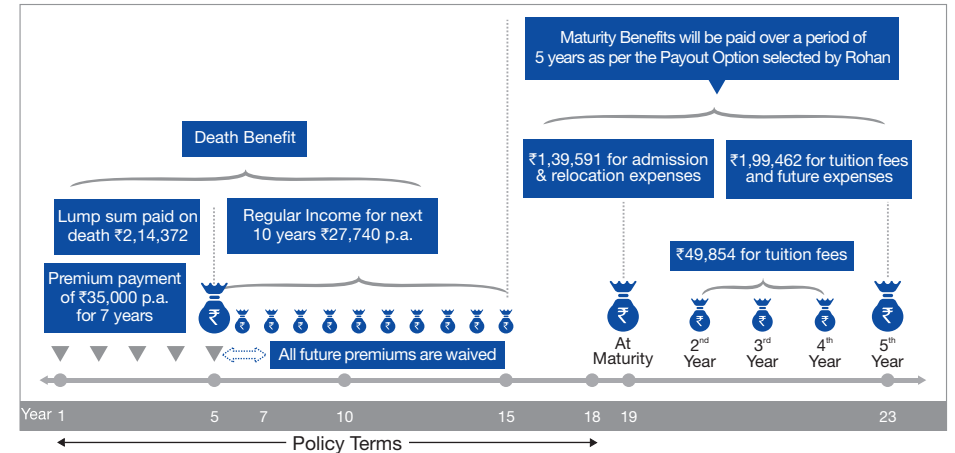 Maturity Benefits will be paid over a period of
5 years as per the Payout Option selected by Rohan
Death Benefit
₹1,39,591 for admission
& relocation expenses
₹1,99,462 for tuition fees
and future expenses
Lump sum paid on
death ₹2,14,372
Regular Income for next
10 years ₹27,740 p.a.
₹49,854 for tuition fees
Premium payment
of ₹35,000 p.a.
for 7 years
₹ ₹ ₹ ₹ ₹ ₹ ₹ ₹ ₹ ₹ ₹ ₹ ₹ ₹ ₹ ₹
All future premiums are waived
At
Maturity
2nd
Year
3rd
Year
4th
Year
5th
Year
Year 1 5 7 10 15 18 19 23
Policy Terms